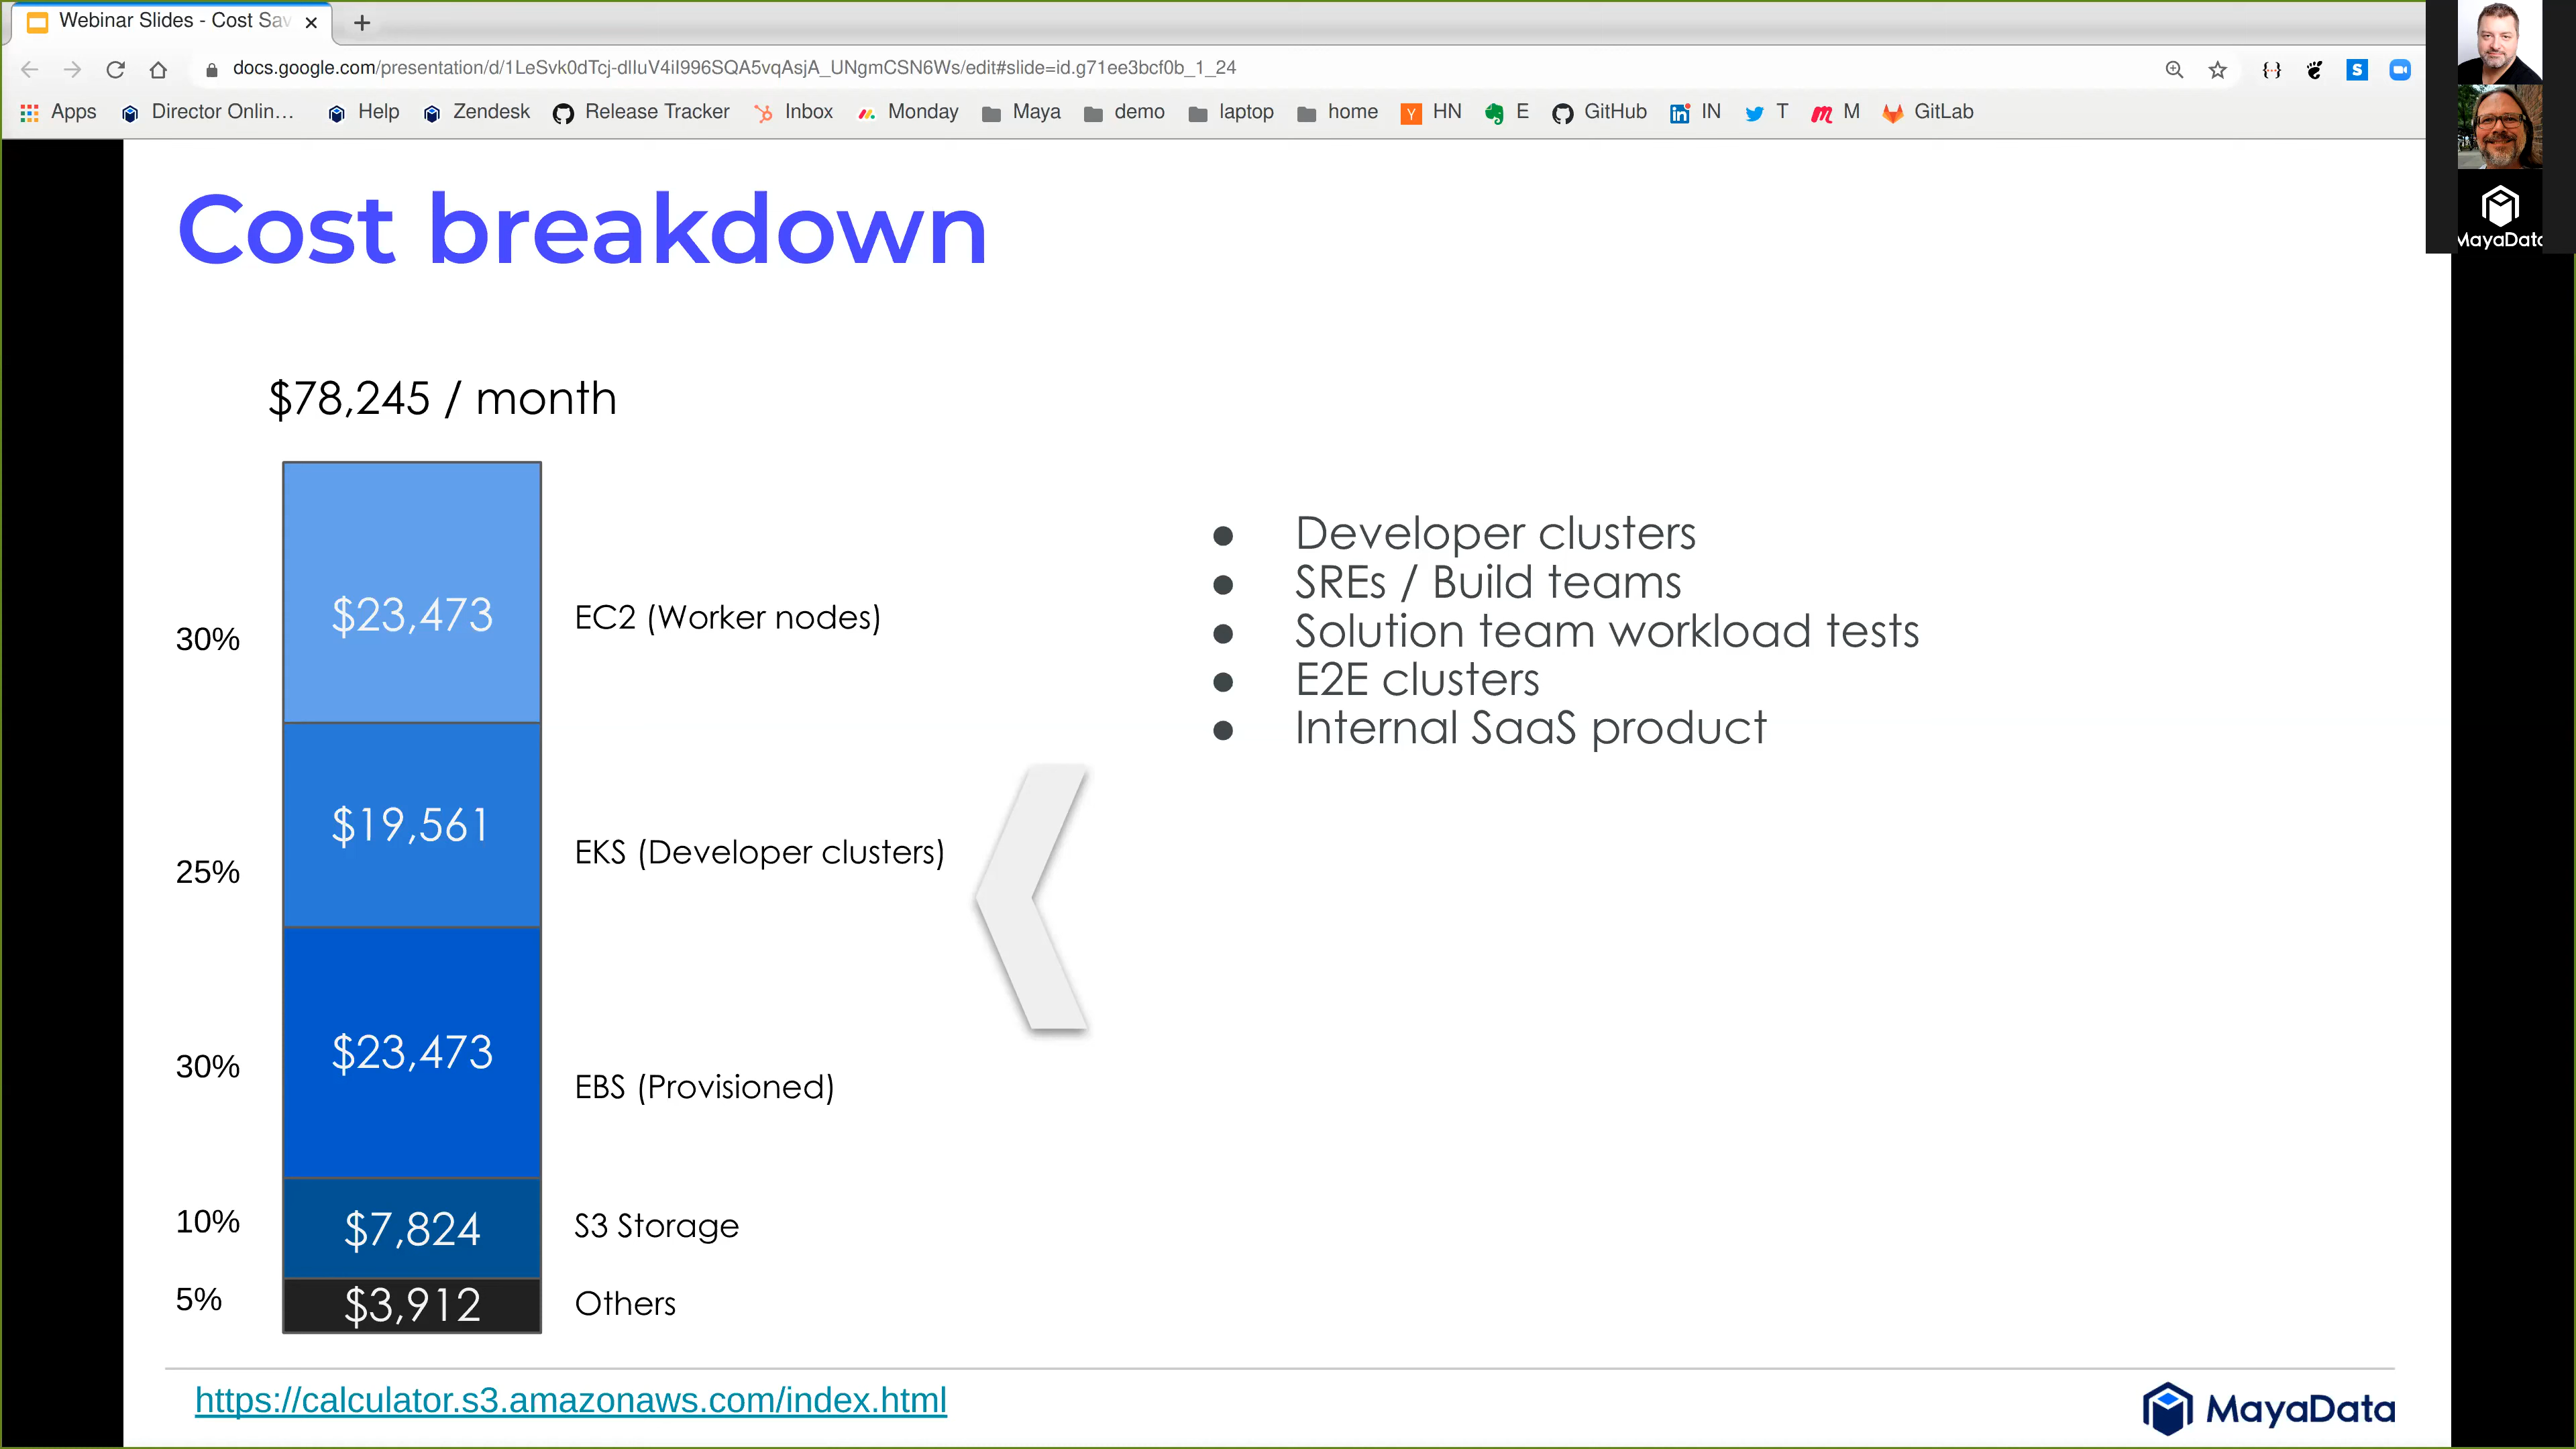 Webinar Slides - Cost Sav
docs.google.com/presentation/d/1LeSvk0dTcj-dlIuV4iI996SQA5vqAsjA_UNgmCSN6Ws/edit#slide=id.g71ee3bcf0b_1_24
Apps Director Onlin… Help Zendesk Release Tracker Inbox Monday Maya demo laptop home HN E GitHub IN T M GitLab
MayaData
Cost breakdown
$78,245 / month
30% $23,473 EC2 (Worker nodes)
25% $19,561 EKS (Developer clusters)
30% $23,473 EBS (Provisioned)
10% $7,824 S3 Storage
5% $3,912 Others
● Developer clusters
● SREs / Build teams
● Solution team workload tests
● E2E clusters
● Internal SaaS product
https://calculator.s3.amazonaws.com/index.html
MayaData